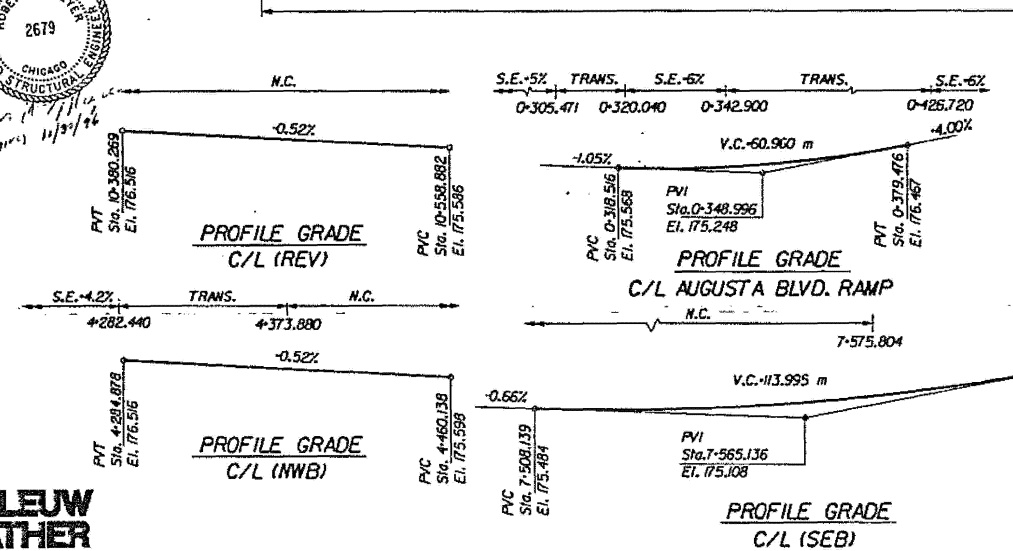 2679
CHICAGO
STRUCTURAL ENGINEER
N.C.
-0.52%
PVT
Sta. 10+380.269
El. 176.516
PVC
Sta. 10+558.882
El. 175.586
PROFILE GRADE
C/L (REV)
S.E.-5% TRANS. S.E.-6% TRANS. S.E.-6%
0+305.471 0+320.040 0+342.900 0+426.720
-1.05%
V.C.-60.960 m
+4.00%
PVC
Sta. 0+318.516
El. 175.568
PVI
Sta. 0+348.996
El. 175.248
PVT
Sta. 0+379.476
El. 176.467
PROFILE GRADE
C/L AUGUSTA BLVD. RAMP
S.E.-4.2% TRANS. N.C.
4+282.440 4+373.880
-0.52%
PVT
Sta. 4+284.878
El. 176.516
PVC
Sta. 4+460.138
El. 175.598
PROFILE GRADE
C/L (NWB)
N.C.
7+575.804
-0.66%
V.C.-113.995 m
PVC
Sta. 7+508.139
El. 175.484
PVI
Sta. 7+565.136
El. 175.108
PROFILE GRADE
C/L (SEB)
LEUW
ATHER